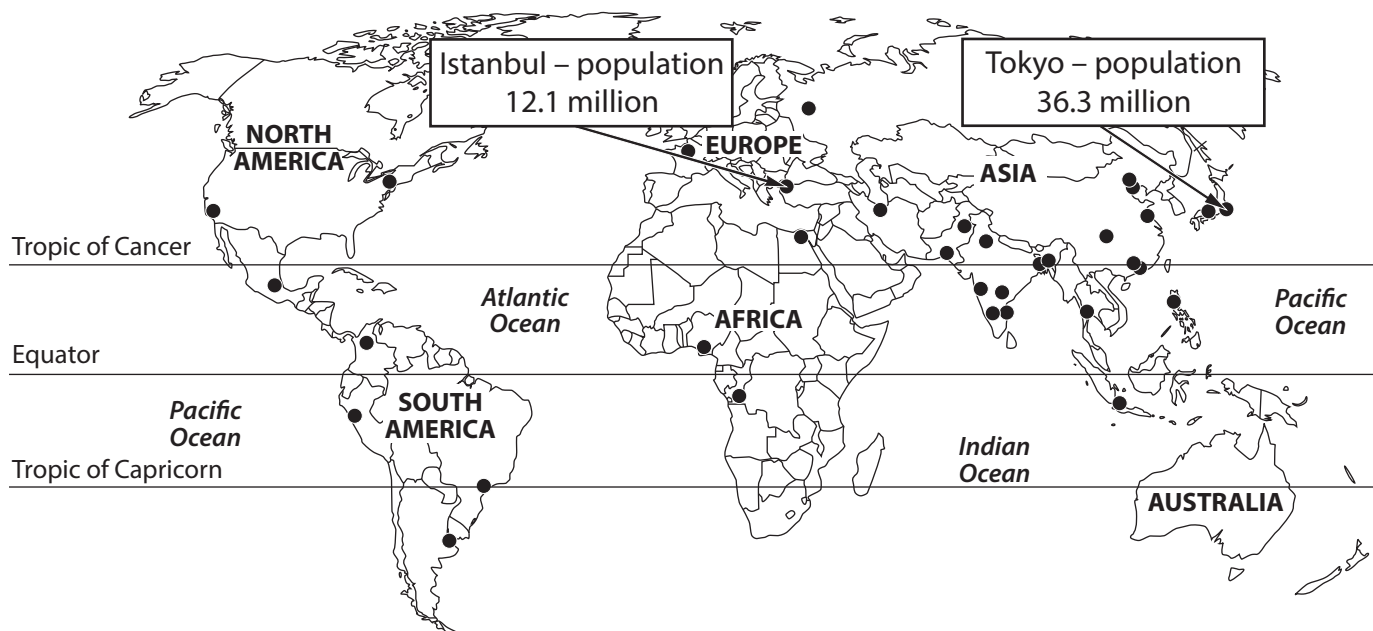 Istanbul – population
12.1 million
Tokyo – population
36.3 million
NORTH
AMERICA
EUROPE
ASIA
Tropic of Cancer
Atlantic
Ocean
AFRICA
Pacific
Ocean
Equator
Pacific
Ocean
SOUTH
AMERICA
Indian
Ocean
Tropic of Capricorn
AUSTRALIA